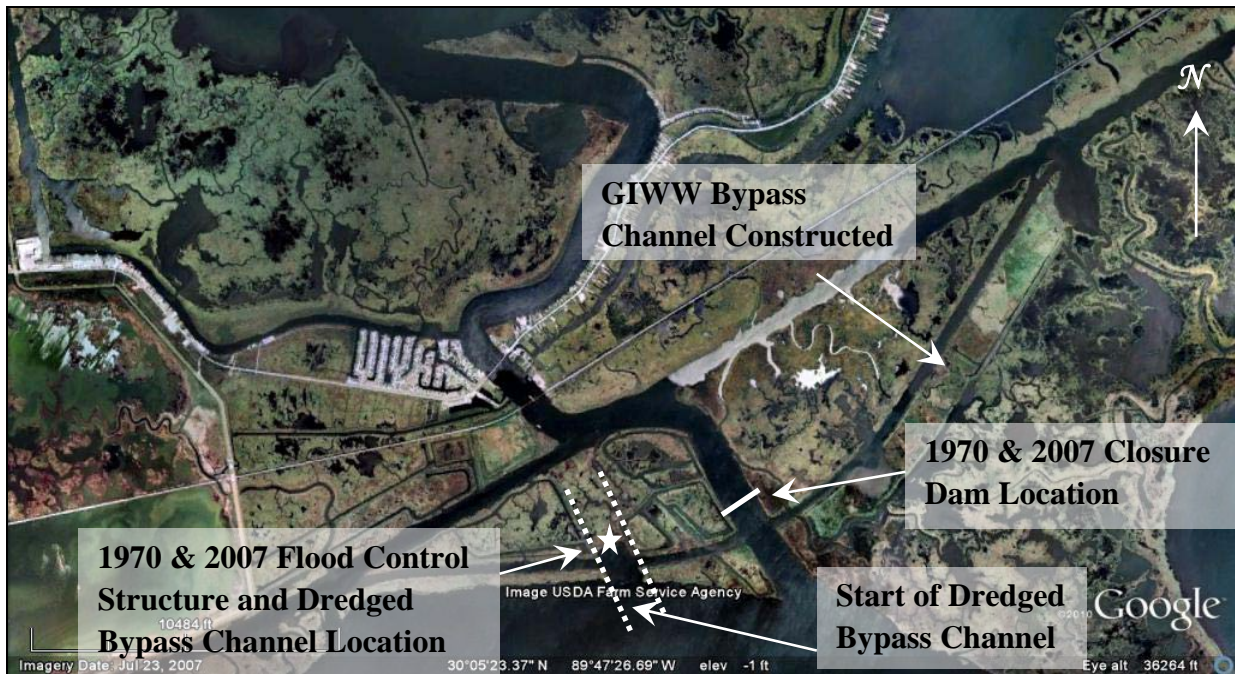 N
GIWW Bypass
Channel Constructed
1970 & 2007 Closure
Dam Location
1970 & 2007 Flood Control
Structure and Dredged
Bypass Channel Location
Image USDA Farm Service Agency
Start of Dredged
Bypass Channel
©2010 Google
10484 ft
Imagery Date: Jul 23, 2007
30°05'23.37" N 89°47'26.69" W elev -1 ft
Eye alt 36264 ft